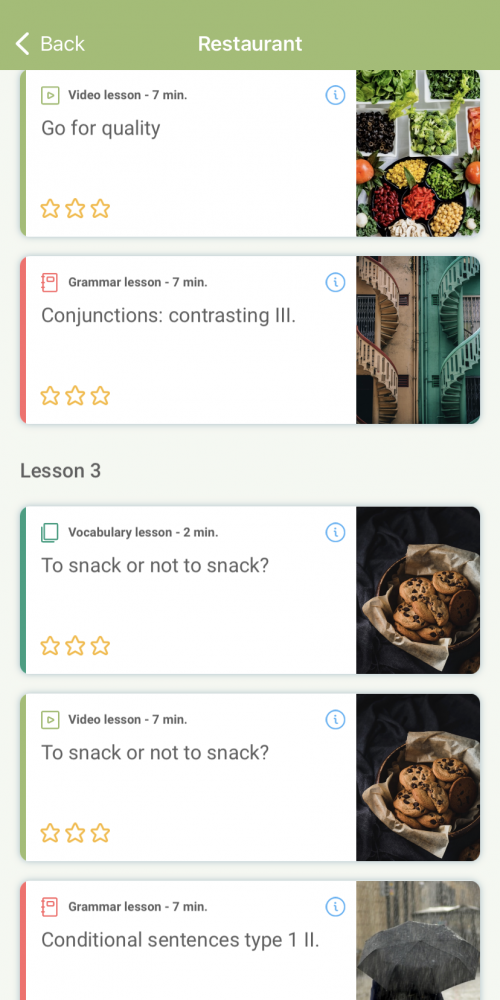 Back
Restaurant
Video lesson - 7 min.
Go for quality
Grammar lesson - 7 min.
Conjunctions: contrasting III.
Lesson 3
Vocabulary lesson - 2 min.
To snack or not to snack?
Video lesson - 7 min.
To snack or not to snack?
Grammar lesson - 7 min.
Conditional sentences type 1 II.